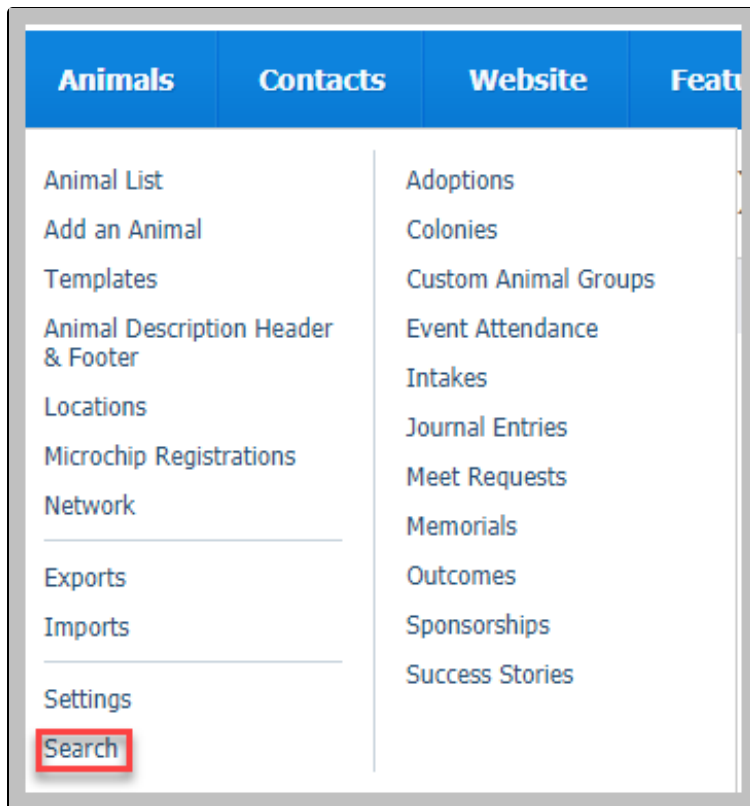 Animals Contacts Website
Animal List
Add an Animal
Templates
Animal Description Header
& Footer
Locations
Microchip Registrations
Network
Exports
Imports
Settings
Search
Adoptions
Colonies
Custom Animal Groups
Event Attendance
Intakes
Journal Entries
Meet Requests
Memorials
Outcomes
Sponsorships
Success Stories